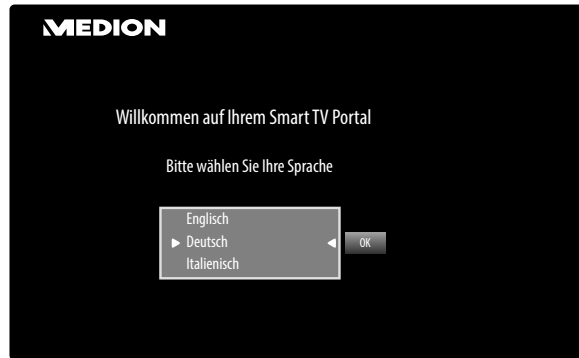 MEDION
Willkommen auf Ihrem Smart TV Portal
Bitte wählen Sie Ihre Sprache
Englisch
Deutsch OK
Italienisch